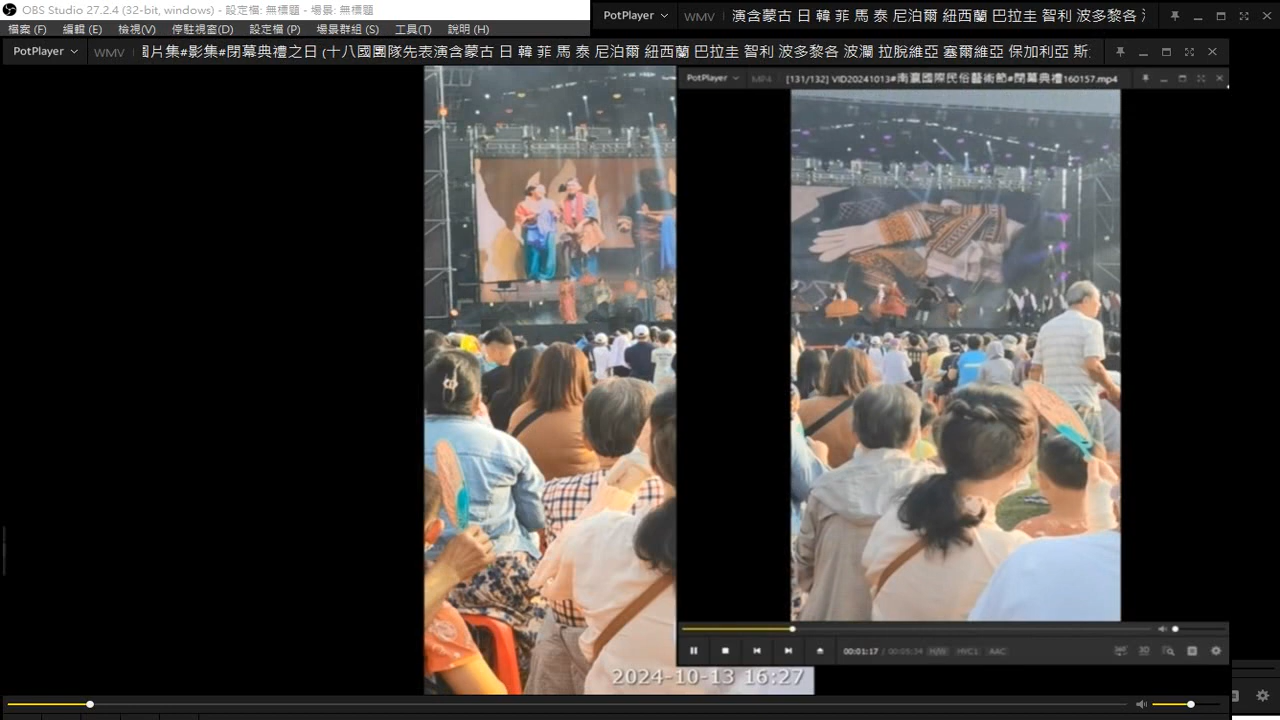 OBS Studio 27.2.4 (32-bit, windows) - 設定檔: 無標題 - 場景: 無標題
檔案 (F) 編輯 (E) 檢視(V) 停駐視窗(D) 設定檔 (P) 場景群組 (S) 工具(T) 說明 (H)
PotPlayer WMV 演含蒙古 日 韓 菲 馬 泰 尼泊爾 紐西蘭 巴拉圭 智利 波多黎各
PotPlayer WMV 片集#影集#閉幕典禮之日 (十八國團隊先表演含蒙古 日 韓 菲 馬 泰 尼泊爾 紐西蘭 巴拉圭 智利 波多黎各 波瀾 拉脫維亞 塞爾維亞 保加利亞 斯
PotPlayer MP4 [131/132] VID20241013#南瀛國際民俗藝術節#閉幕典禮160157.mp4
00:01:17 / 00:05:34 H/W HVC1 AAC
360° 3D
2024-10-13 16:27